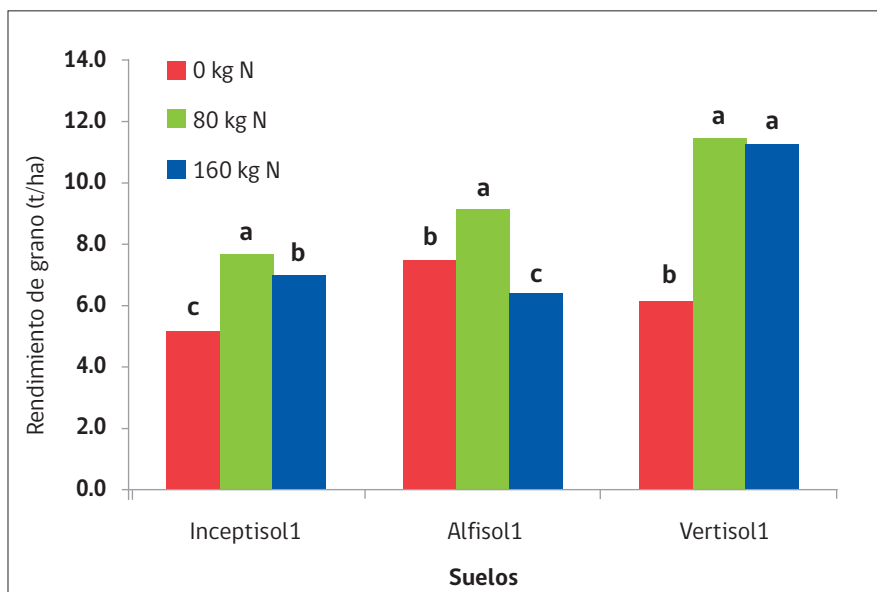 14.0
12.0
10.0
8.0
6.0
4.0
2.0
0.0
Rendimiento de grano (t/ha)
0 kg N
80 kg N
160 kg N
c
a
b
b
a
c
b
a
a
Inceptisol1
Alfisol1
Vertisol1
Suelos